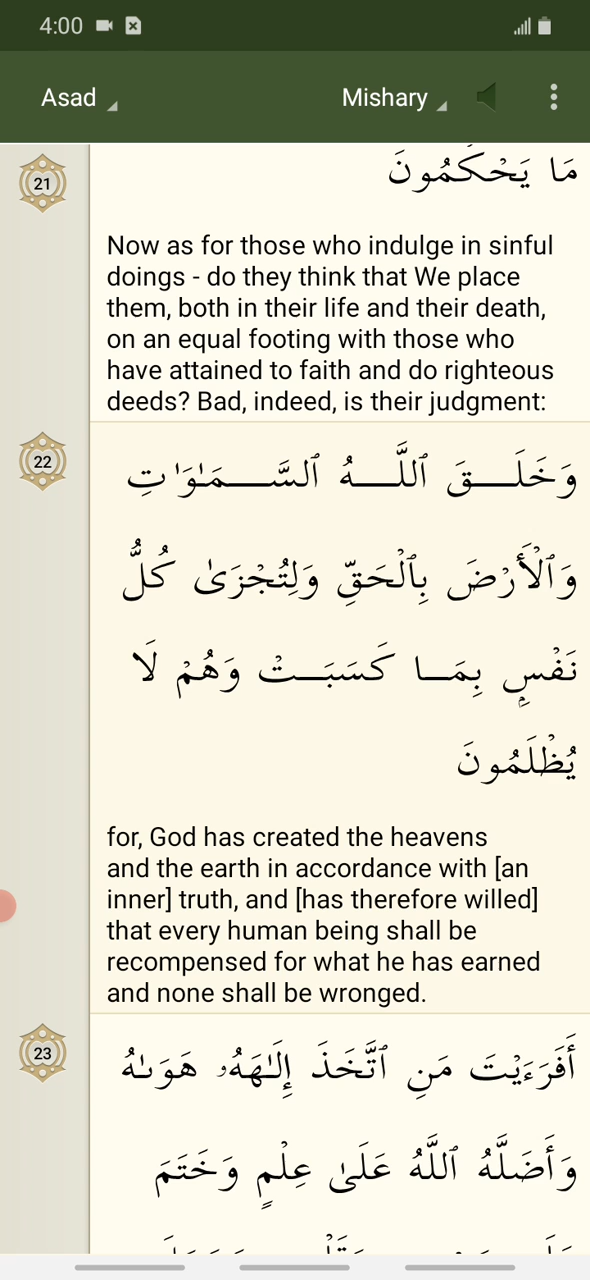 4:00
Asad
Mishary
مَا يَحْكُمُونَ
21
Now as for those who indulge in sinful
doings - do they think that We place
them, both in their life and their death,
on an equal footing with those who
have attained to faith and do righteous
deeds? Bad, indeed, is their judgment:
22
وَخَلَقَ ٱللَّهُ ٱلسَّمَـٰوَٰتِ
وَٱلْأَرْضَ بِٱلْحَقِّ وَلِتُجْزَىٰ كُلُّ
نَفْسٍۭ بِمَا كَسَبَتْ وَهُمْ لَا
يُظْلَمُونَ
for, God has created the heavens
and the earth in accordance with [an
inner] truth, and [has therefore willed]
that every human being shall be
recompensed for what he has earned
and none shall be wronged.
23
أَفَرَءَيْتَ مَنِ ٱتَّخَذَ إِلَـٰهَهُۥ هَوَىٰهُ
وَأَضَلَّهُ ٱللَّهُ عَلَىٰ عِلْمٍ وَخَتَمَ